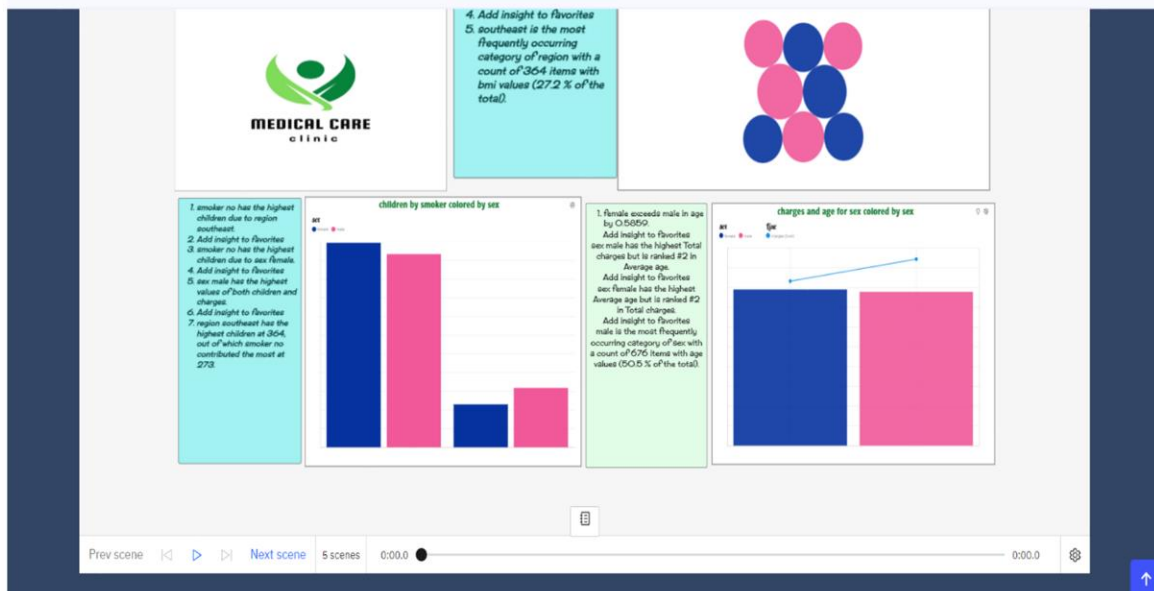 4. Add insight to favorites
5. southeast is the most
frequently occurring
category of region with a
count of 364 items with
bmi values (27.2 % of the
total).
MEDICAL CARE
clinic
1. smoker no has the highest
children due to region
southeast.
2. Add insight to favorites
3. smoker no has the highest
children due to sex female.
4. Add insight to favorites
5. sex male has the highest
values of both children and
charges.
6. Add insight to favorites
7. region southeast has the
highest children at 364,
out of which smoker no
contributed the most at
273.
children by smoker colored by sex
1. female exceeds male in age
by 0.5859.
Add insight to favorites
sex male has the highest Total
charges but is ranked #2 in
Average age.
Add insight to favorites
sex female has the highest
Average age but is ranked #2
in Total charges.
Add insight to favorites
male is the most frequently
occurring category of sex with
a count of 676 items with age
values (50.5 % of the total).
charges and age for sex colored by sex
Prev scene
Next scene
5 scenes
0:00.0
0:00.0